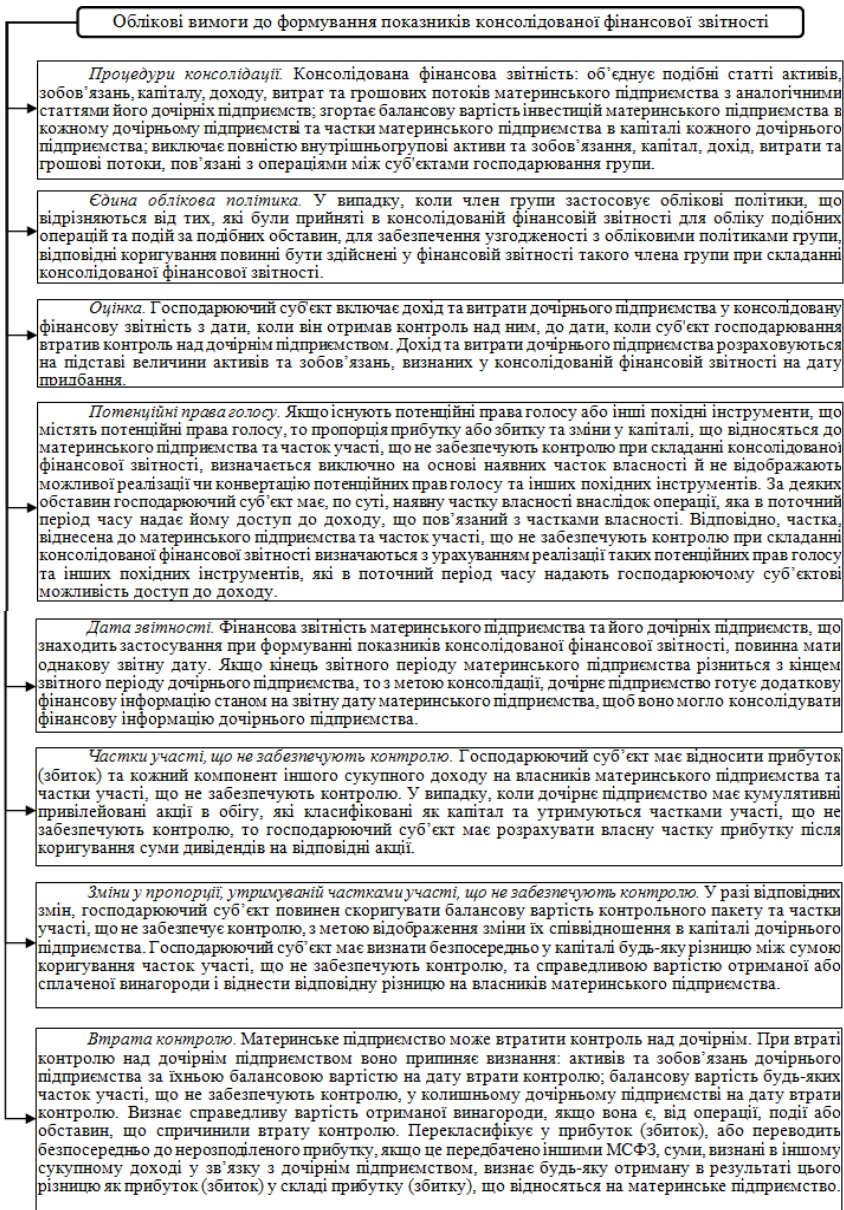 Облікові вимоги до формування показників консолідованої фінансової звітності
Процедури консолідації. Консолідована фінансова звітність: об’єднує подібні статті активів,
зобов’язань, капіталу, доходу, витрат та грошових потоків материнського підприємства з аналогічними
статтями його дочірніх підприємств; згортає балансову вартість інвестицій материнського підприємства в
кожному дочірньому підприємстві та частки материнського підприємства в капіталі кожного дочірнього
підприємства; виключає повністю внутрішньогрупові активи та зобов’язання, капітал, дохід, витрати та
грошові потоки, пов’язані з операціями між суб'єктами господарювання групи.
Єдина облікова політика. У випадку, коли член групи застосовує облікові політики, що
відрізняються від тих, які були прийняті в консолідованій фінансовій звітності для обліку подібних
операцій та подій за подібних обставин, для забезпечення узгодженості з обліковими політиками групи,
відповідні коригування повинні бути здійснені у фінансовій звітності такого члена групи при складанні
консолідованої фінансової звітності.
Оцінка. Господарюючий суб'єкт включає дохід та витрати дочірнього підприємства у консолідовану
фінансову звітність з дати, коли він отримав контроль над ним, до дати, коли суб'єкт господарювання
втратив контроль над дочірнім підприємством. Дохід та витрати дочірнього підприємства розраховуються
на підставі величини активів та зобов’язань, визнаних у консолідованій фінансовій звітності на дату
придбання.
Потенційні права голосу. Якщо існують потенційні права голосу або інші похідні інструменти, що
містять потенційні права голосу, то пропорція прибутку або збитку та зміни у капіталі, що відносяться до
материнського підприємства та часток участі, що не забезпечують контролю при складанні консолідованої
фінансової звітності, визначається виключно на основі наявних часток власності й не відображають
можливої реалізації чи конвертацію потенційних прав голосу та інших похідних інструментів. За деяких
обставин господарюючий суб’єкт має, по суті, наявну частку власності внаслідок операції, яка в поточний
період часу надає йому доступ до доходу, що пов’язаний з частками власності. Відповідно, частка,
віднесена до материнського підприємства та часток участі, що не забезпечують контролю при складанні
консолідованої фінансової звітності визначаються з урахуванням реалізації таких потенційних прав голосу
та інших похідних інструментів, які в поточний період часу надають господарюючому суб’єктові
можливість доступ до доходу.
Дата звітності. Фінансова звітність материнського підприємства та його дочірніх підприємств, що
знаходить застосування при формуванні показників консолідованої фінансової звітності, повинна мати
однакову звітну дату. Якщо кінець звітного періоду материнського підприємства різниться з кінцем
звітного періоду дочірнього підприємства, то з метою консолідації, дочірнє підприємство готує додаткову
фінансову інформацію станом на звітну дату материнського підприємства, щоб воно могло консолідувати
фінансову інформацію дочірнього підприємства.
Частки участі, що не забезпечують контролю. Господарюючий суб’єкт має відносити прибуток
(збиток) та кожний компонент іншого сукупного доходу на власників материнського підприємства та
частки участі, що не забезпечують контролю. У випадку, коли дочірнє підприємство має кумулятивні
привілейовані акції в обігу, які класифіковані як капітал та утримуються частками участі, що не
забезпечують контролю, то господарюючий суб’єкт має розрахувати власну частку прибутку після
коригування суми дивідендів на відповідні акції.
Зміни у пропорції, утримуваній частками участі, що не забезпечують контролю. У разі відповідних
змін, господарюючий суб’єкт повинен скоригувати балансову вартість контрольного пакету та частки
участі, що не забезпечує контролю, з метою відображення зміни їх співвідношення в капіталі дочірнього
підприємства. Господарюючий суб’єкт має визнати безпосередньо у капіталі будь-яку різницю між сумою
коригування часток участі, що не забезпечують контролю, та справедливою вартістю отриманої або
сплаченої винагороди і віднести відповідну різницю на власників материнського підприємства.
Втрата контролю. Материнське підприємство може втратити контроль над дочірнім. При втраті
контролю над дочірнім підприємством воно припиняє визнання: активів та зобов’язань дочірнього
підприємства за їхньою балансовою вартістю на дату втрати контролю; балансову вартість будь-яких
часток участі, що не забезпечують контролю, у колишньому дочірньому підприємстві на дату втрати
контролю. Визнає справедливу вартість отриманої винагороди, якщо вона є, від операції, події або
обставин, що спричинили втрату контролю. Перекласифікує у прибуток (збиток), або переводить
безпосередньо до нерозподіленого прибутку, якщо це передбачено іншими МСФЗ, суми, визнані в іншому
сукупному доході у зв’язку з дочірнім підприємством, визнає будь-яку отриману в результаті цього
різницю як прибуток (збиток) у складі прибутку (збитку), що відносяться на материнське підприємство.